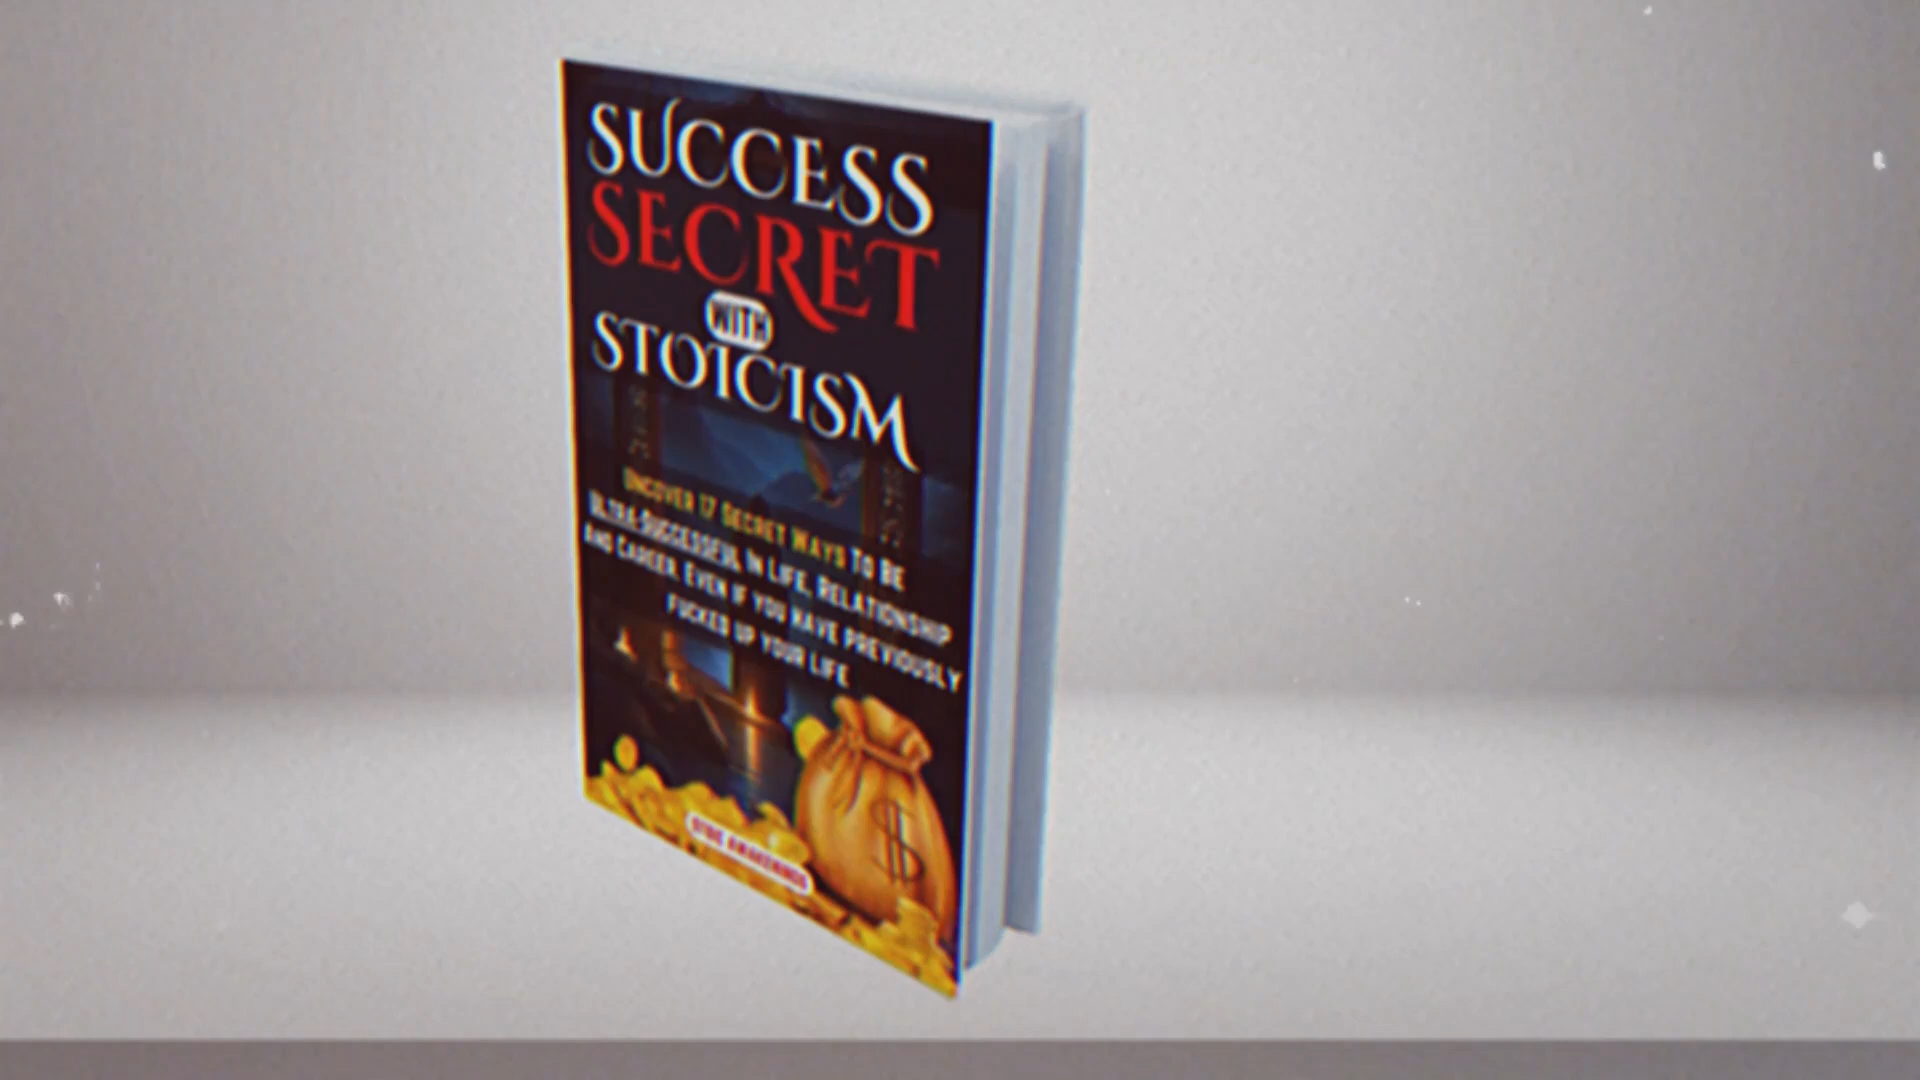 SUCCESS
SECRET
WITH
STOICISM
UNCOVER 17 SECRET WAYS TO BE
ULTRA-SUCCESSFUL IN LIFE, RELATIONSHIP
AND CAREER, EVEN IF YOU HAVE PREVIOUSLY
FUCKED UP YOUR LIFE
$